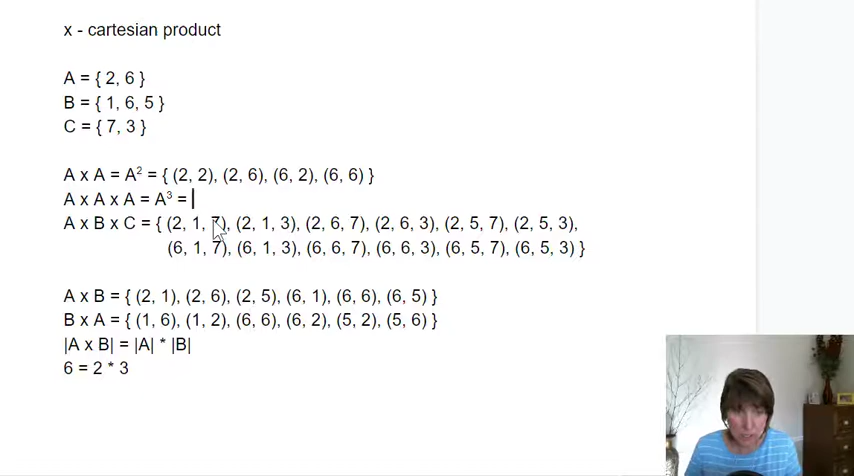 x - cartesian product
A = { 2, 6 }
B = { 1, 6, 5 }
C = { 7, 3 }
A x A = A² = { (2, 2), (2, 6), (6, 2), (6, 6) }
A x A x A = A³ =
A x B x C = { (2, 1, 7), (2, 1, 3), (2, 6, 7), (2, 6, 3), (2, 5, 7), (2, 5, 3),
(6, 1, 7), (6, 1, 3), (6, 6, 7), (6, 6, 3), (6, 5, 7), (6, 5, 3) }
A x B = { (2, 1), (2, 6), (2, 5), (6, 1), (6, 6), (6, 5) }
B x A = { (1, 6), (1, 2), (6, 6), (6, 2), (5, 2), (5, 6) }
|A x B| = |A| * |B|
6 = 2 * 3